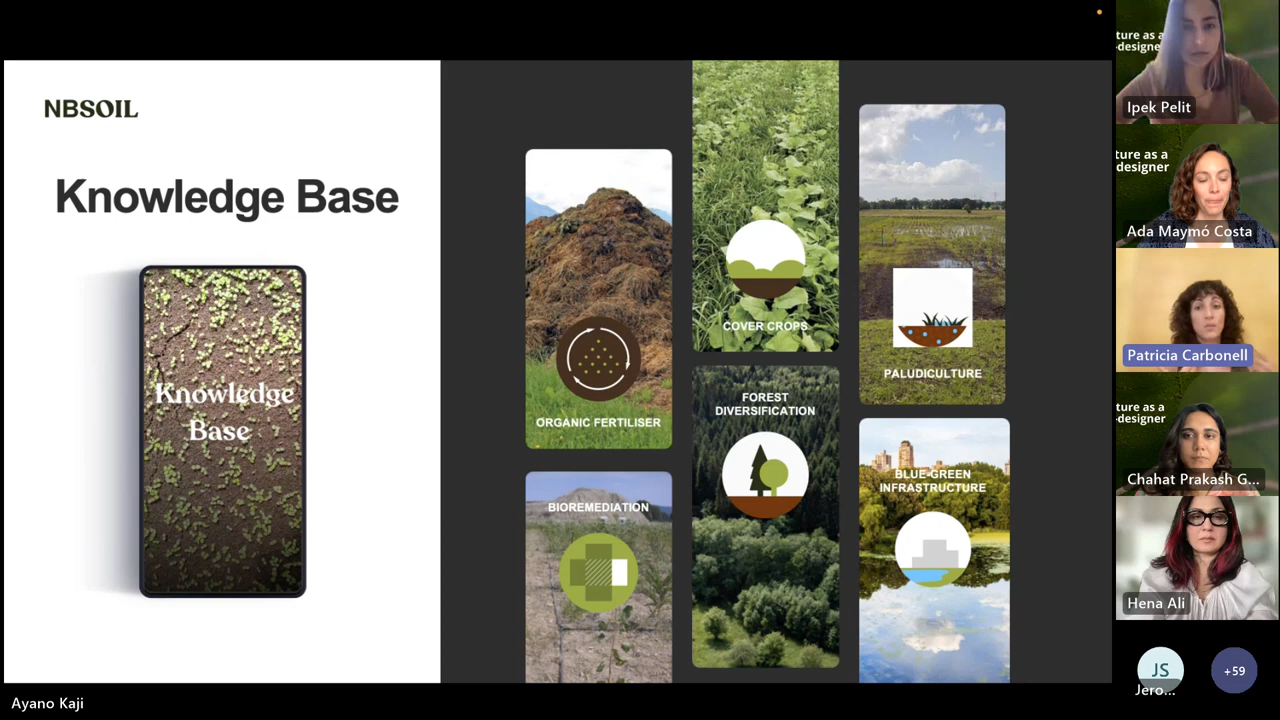 NBSOIL
Knowledge Base
Knowledge
Base
ORGANIC FERTILISER
BIOREMEDIATION
COVER CROPS
FOREST
DIVERSIFICATION
PALUDICULTURE
BLUE-GREEN
INFRASTRUCTURE
ture as a
-designe
Ipek Pelit
ture as a
designer
Ada Maymó Costa
Patricia Carbonell
ture as a
-designer
Chahat Prakash G...
Hena Ali
JS
Jero...
+59
Ayano Kaji